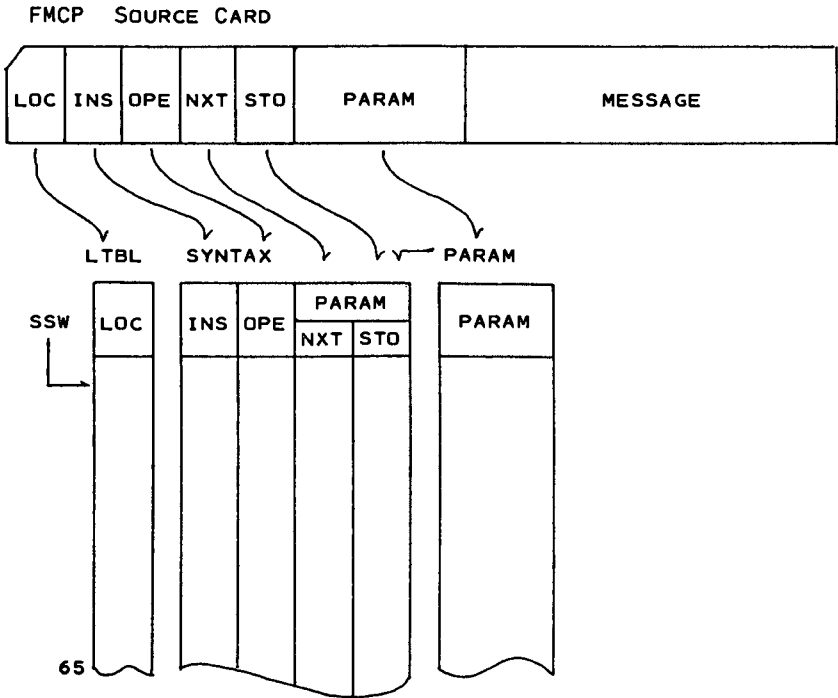 FMCP SOURCE CARD
LOC INS OPE NXT STO PARAM MESSAGE
LTBL SYNTAX PARAM
SSW LOC INS OPE PARAM PARAM
NXT STO
65